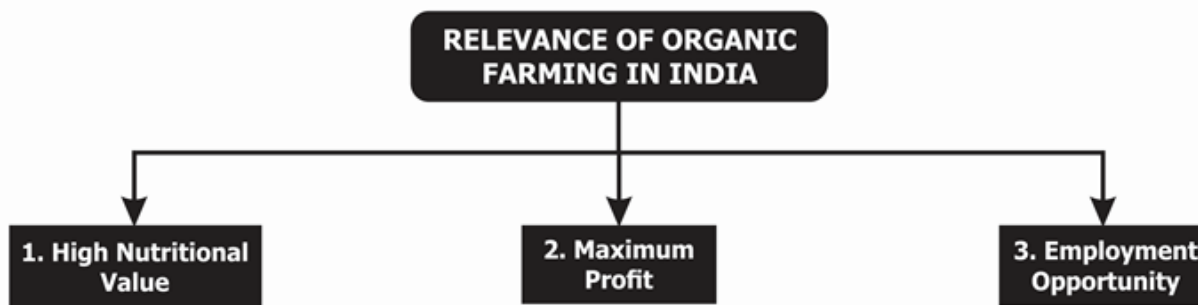 RELEVANCE OF ORGANIC
FARMING IN INDIA
1. High Nutritional
Value
2. Maximum
Profit
3. Employment
Opportunity